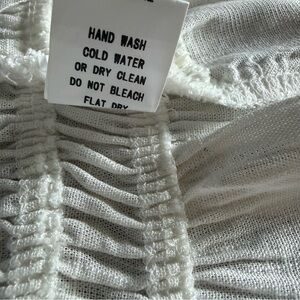 HAND WASH
COLD WATER
OR DRY CLEAN
DO NOT BLEACH
FLAT DRY